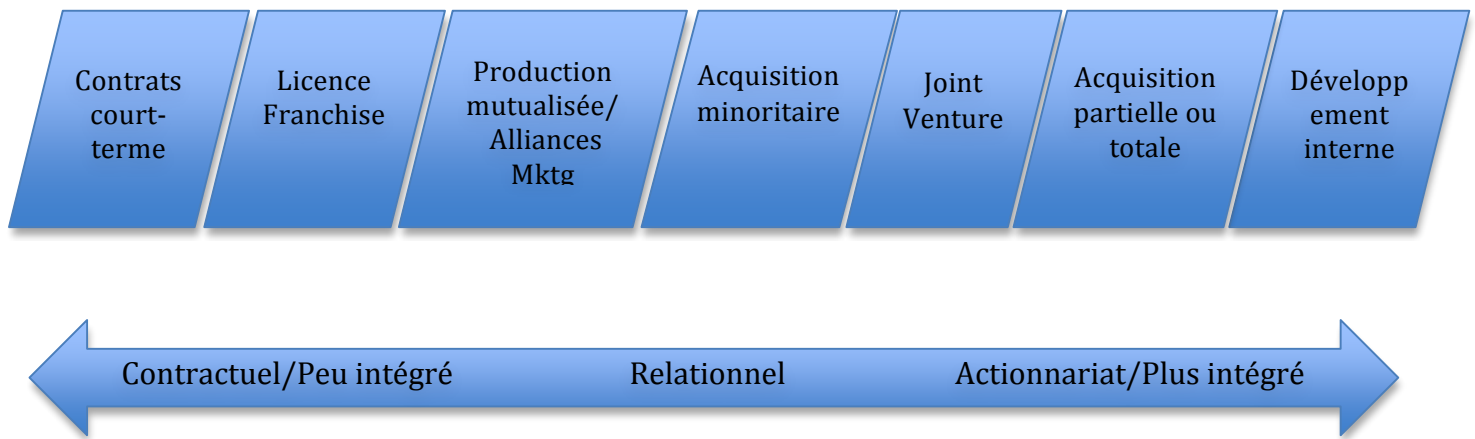 Contrats
court-
terme
Licence
Franchise
Production
mutualisée/
Alliances
Mktg
Acquisition
minoritaire
Joint
Venture
Acquisition
partielle ou
totale
Développ
ement
interne
Contractuel/Peu intégré
Relationnel
Actionnariat/Plus intégré